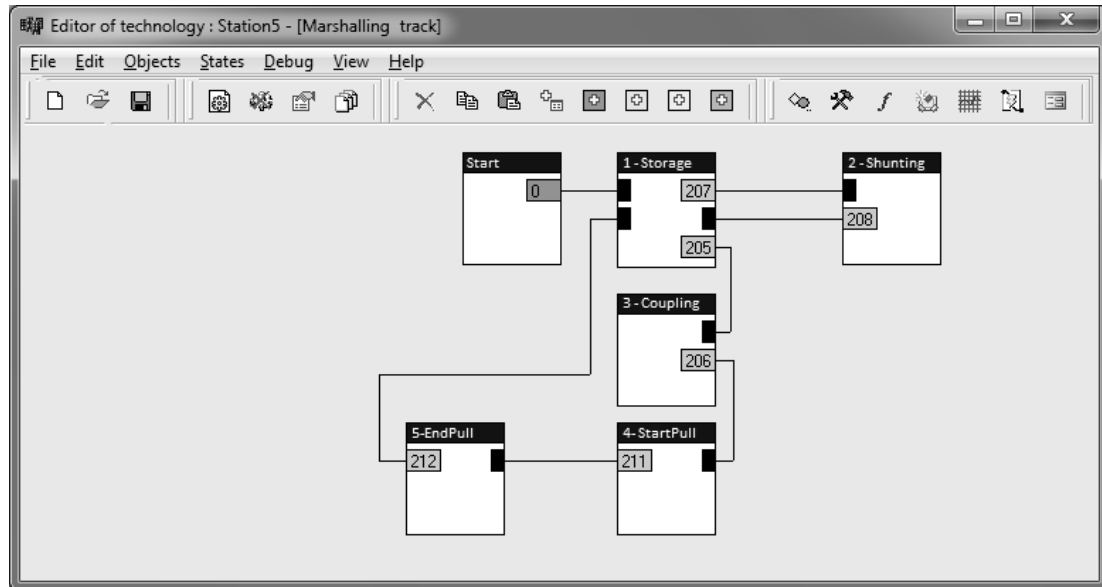 Editor of technology : Station5 - [Marshalling track]
File Edit Objects States Debug View Help
Start 1-Storage 2-Shunting
0 207
208
205
3-Coupling
206
5-EndPull 4-StartPull
212 211